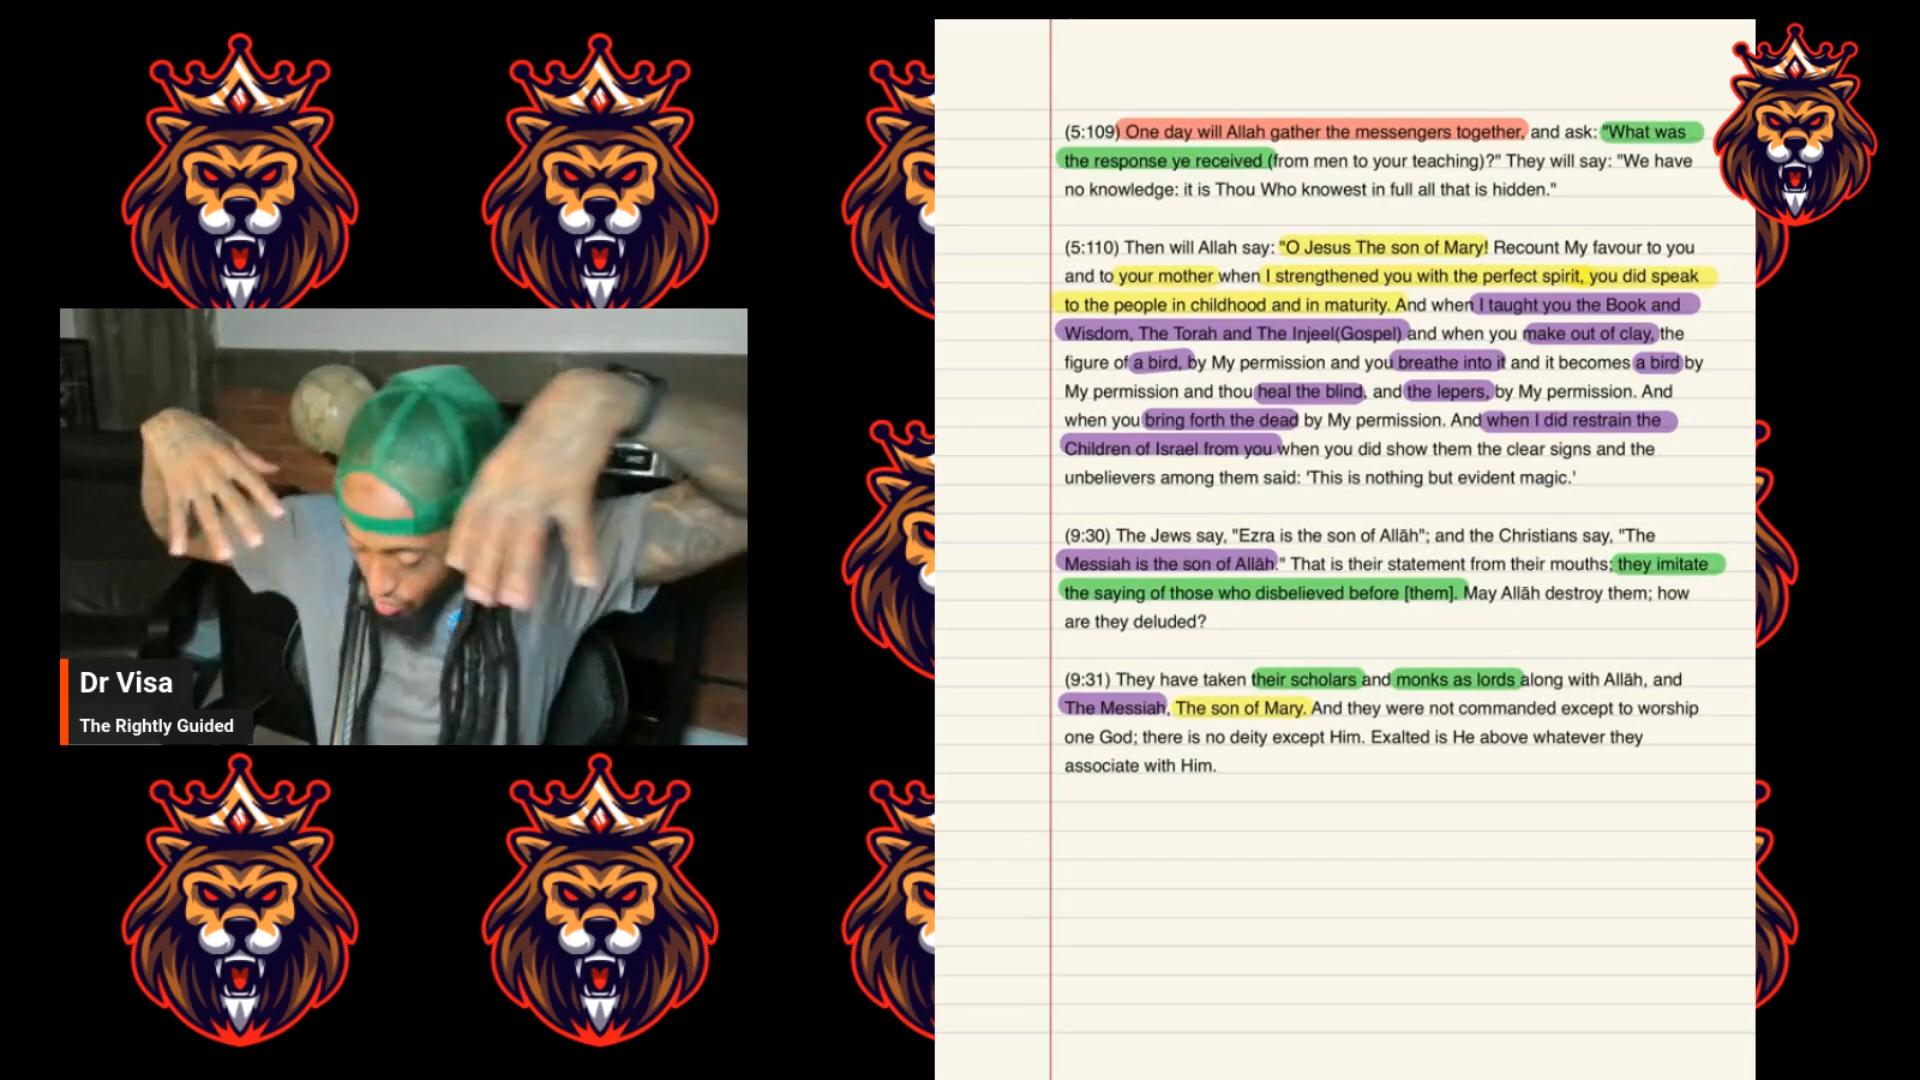 (5:109) One day will Allah gather the messengers together, and ask: "What was
the response ye received (from men to your teaching)?" They will say: "We have
no knowledge: it is Thou Who knowest in full all that is hidden."
(5:110) Then will Allah say: "O Jesus The son of Mary! Recount My favour to you
and to your mother when I strengthened you with the perfect spirit, you did speak
to the people in childhood and in maturity. And when I taught you the Book and
Wisdom, The Torah and The Injeel(Gospel) and when you make out of clay, the
figure of a bird, by My permission and you breathe into it and it becomes a bird by
My permission and thou heal the blind, and the lepers, by My permission. And
when you bring forth the dead by My permission. And when I did restrain the
Children of Israel from you when you did show them the clear signs and the
unbelievers among them said: 'This is nothing but evident magic.'
(9:30) The Jews say, "Ezra is the son of Allāh"; and the Christians say, "The
Messiah is the son of Allāh." That is their statement from their mouths; they imitate
the saying of those who disbelieved before [them]. May Allāh destroy them; how
are they deluded?
(9:31) They have taken their scholars and monks as lords along with Allāh, and
The Messiah, The son of Mary. And they were not commanded except to worship
one God; there is no deity except Him. Exalted is He above whatever they
associate with Him.
Dr Visa
The Rightly Guided